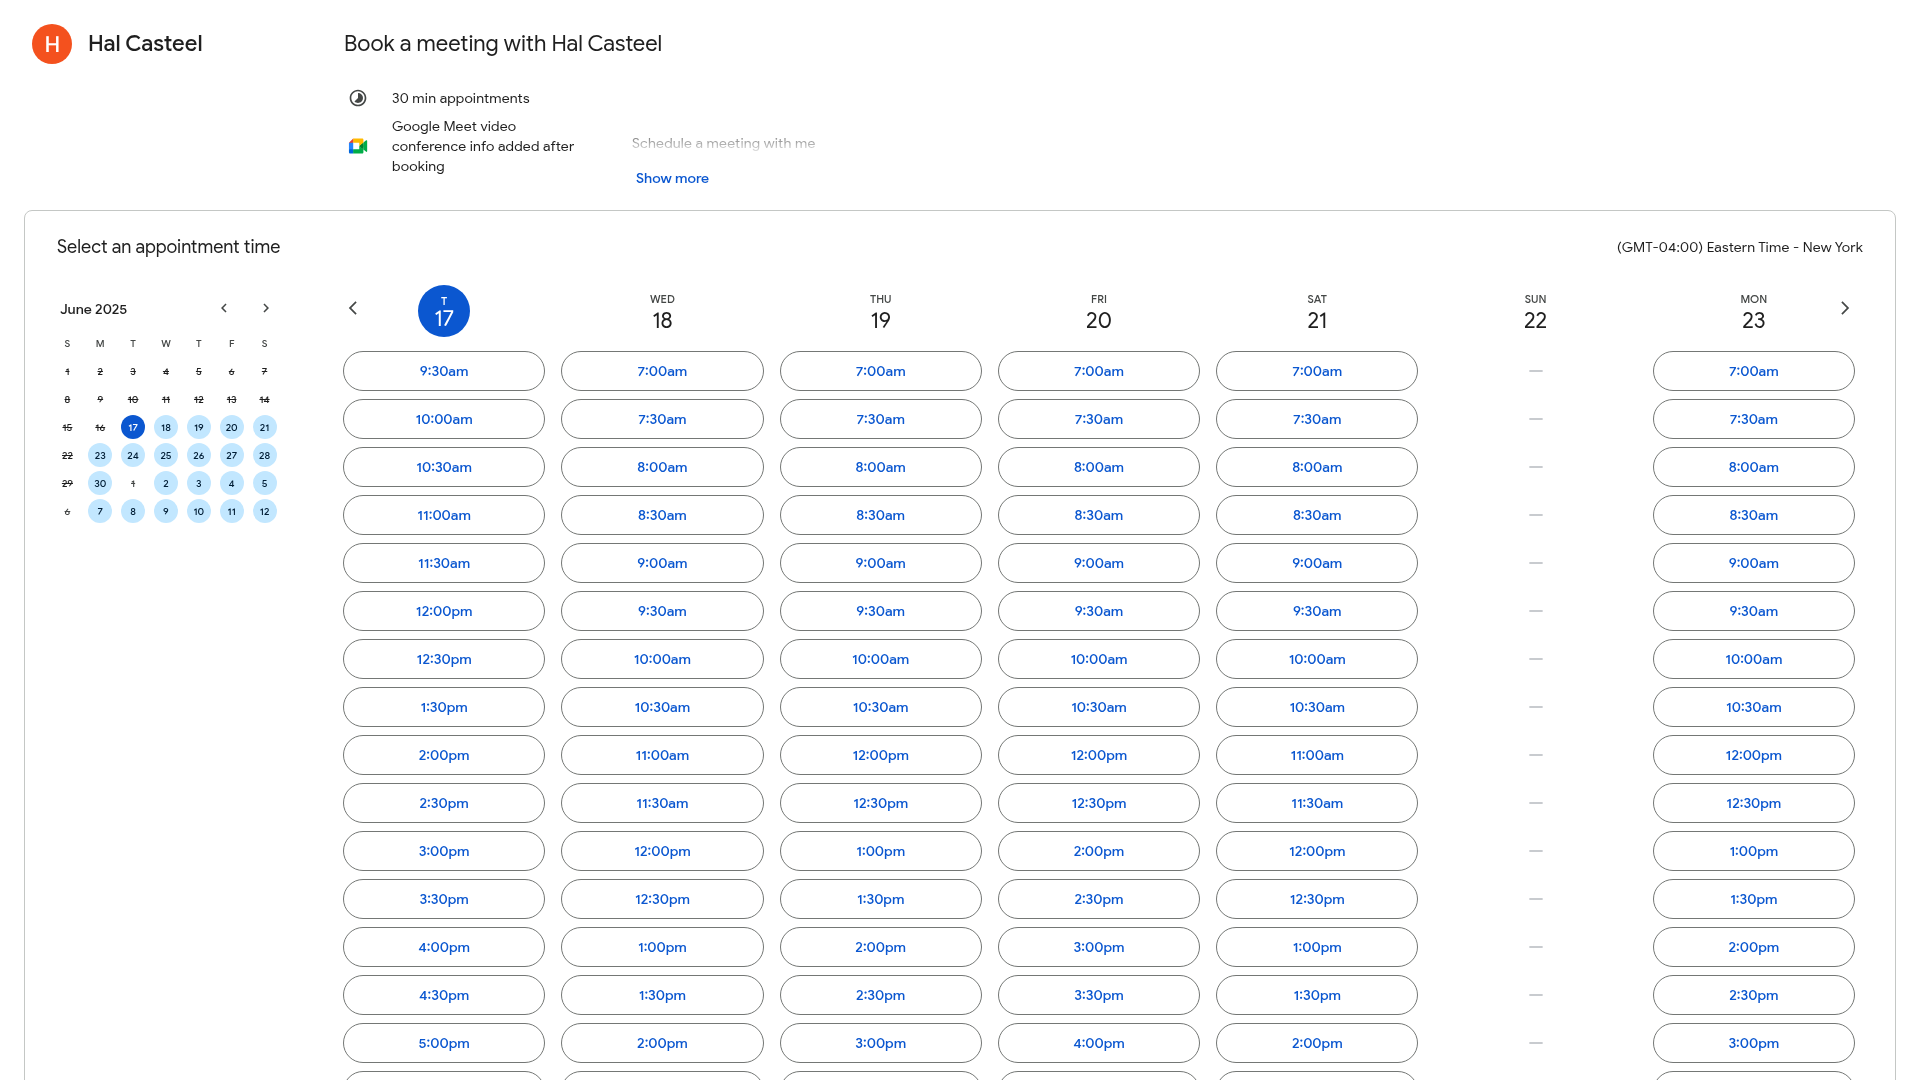 H
Hal Casteel
Book a meeting with Hal Casteel
30 min appointments
Google Meet video
conference info added after
booking
Schedule a meeting with me
Show more
Select an appointment time
(GMT-04:00) Eastern Time - New York
June 2025
S M T W T F S
1 2 3 4 5 6 7
8 9 10 11 12 13 14
15 16 17 18 19 20 21
22 23 24 25 26 27 28
29 30 1 2 3 4 5
6 7 8 9 10 11 12
T WED THU FRI SAT SUN MON
17 18 19 20 21 22 23
9:30am 7:00am 7:00am 7:00am 7:00am — 7:00am
10:00am 7:30am 7:30am 7:30am 7:30am — 7:30am
10:30am 8:00am 8:00am 8:00am 8:00am — 8:00am
11:00am 8:30am 8:30am 8:30am 8:30am — 8:30am
11:30am 9:00am 9:00am 9:00am 9:00am — 9:00am
12:00pm 9:30am 9:30am 9:30am 9:30am — 9:30am
12:30pm 10:00am 10:00am 10:00am 10:00am — 10:00am
1:30pm 10:30am 10:30am 10:30am 10:30am — 10:30am
2:00pm 11:00am 12:00pm 12:00pm 11:00am — 12:00pm
2:30pm 11:30am 12:30pm 12:30pm 11:30am — 12:30pm
3:00pm 12:00pm 1:00pm 2:00pm 12:00pm — 1:00pm
3:30pm 12:30pm 1:30pm 2:30pm 12:30pm — 1:30pm
4:00pm 1:00pm 2:00pm 3:00pm 1:00pm — 2:00pm
4:30pm 1:30pm 2:30pm 3:30pm 1:30pm — 2:30pm
5:00pm 2:00pm 3:00pm 4:00pm 2:00pm — 3:00pm